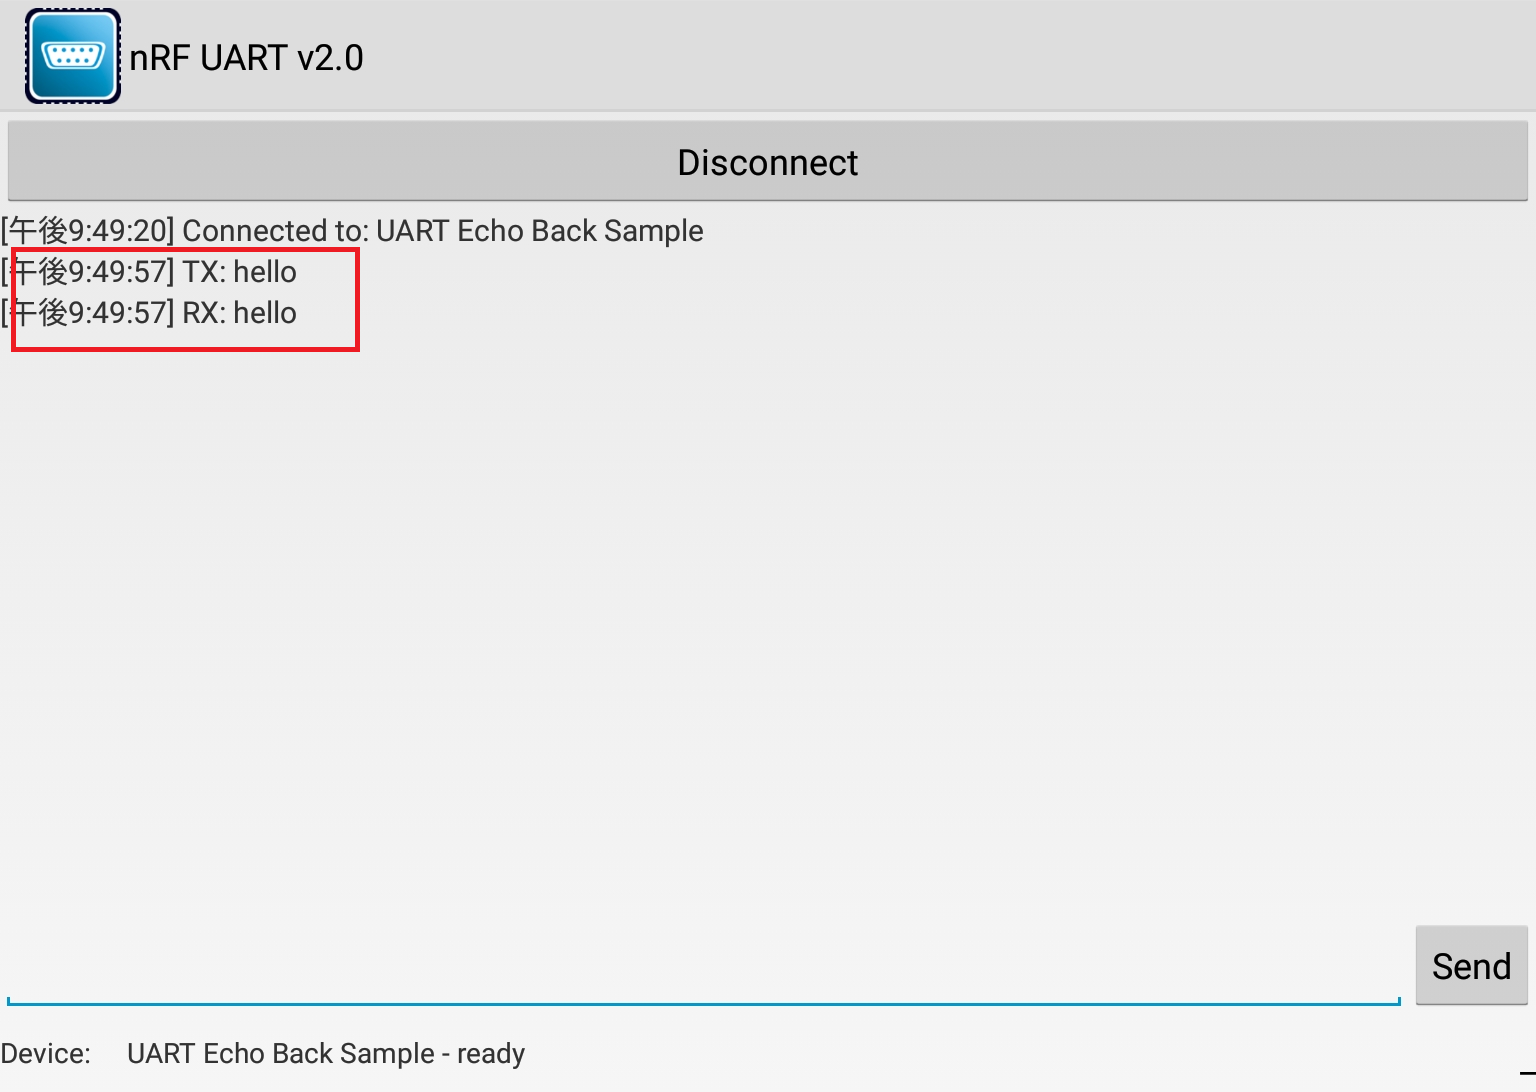 nRF UART v2.0
Disconnect
[午後9:49:20] Connected to: UART Echo Back Sample
[午後9:49:57] TX: hello
[午後9:49:57] RX: hello
Send
Device: UART Echo Back Sample - ready